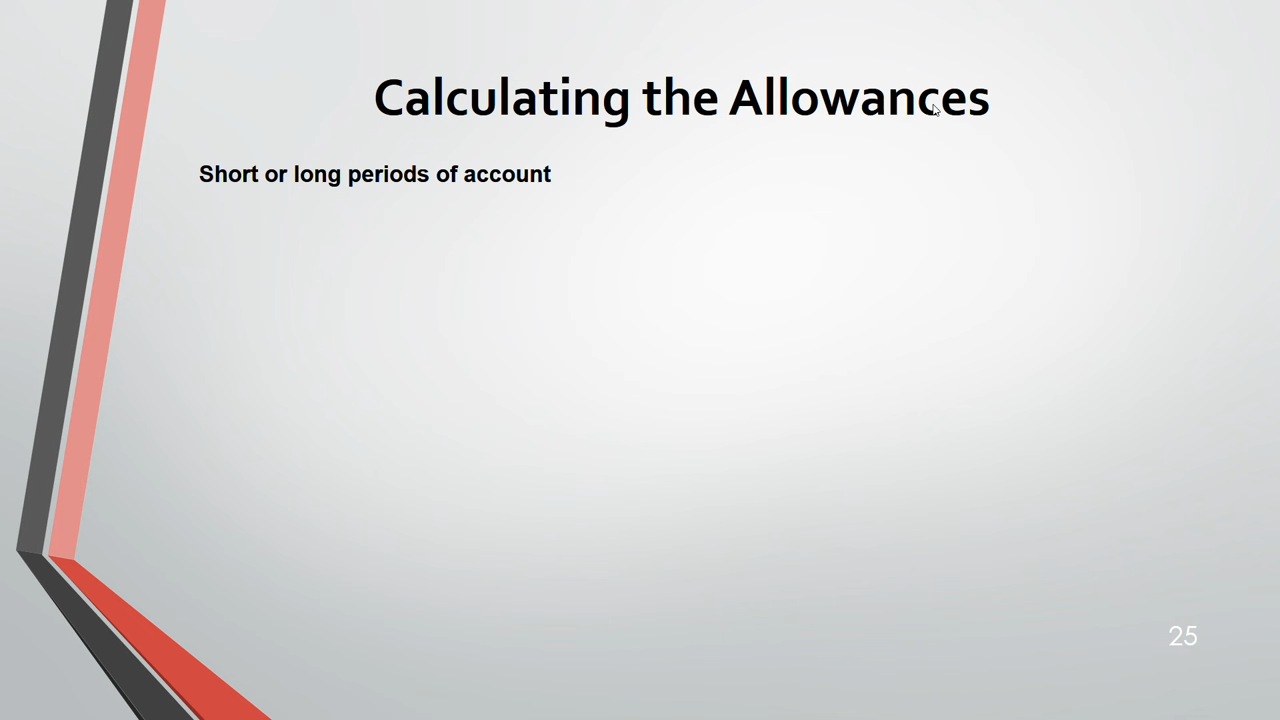 Calculating the Allowances
Short or long periods of account
25